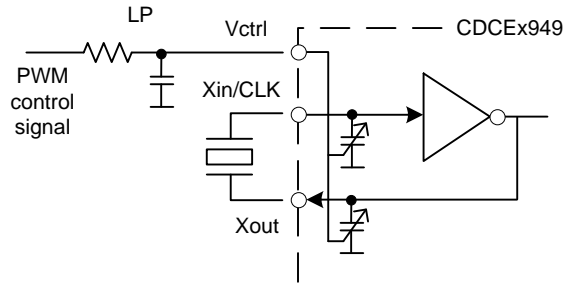 LP
Vctrl
CDCEx949
PWM
control
signal
Xin/CLK
Xout